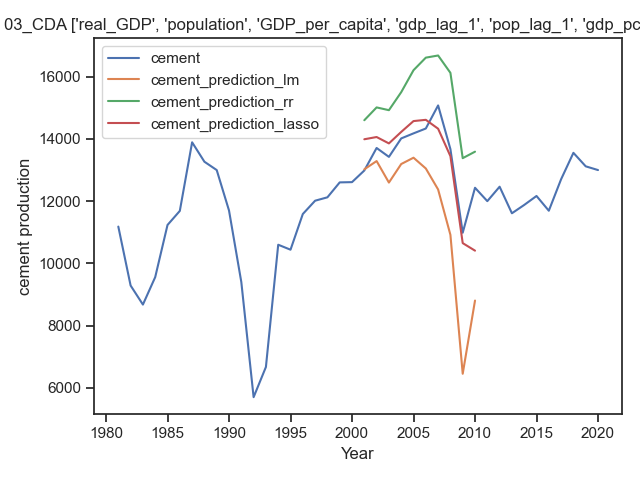 03_CDA ['real_GDP', 'population', 'GDP_per_capita', 'gdp_lag_1', 'pop_lag_1', 'gdp_pc
cement
cement_prediction_lm
cement_prediction_rr
cement_prediction_lasso
16000
14000
12000
10000
8000
6000
cement production
1980 1985 1990 1995 2000 2005 2010 2015 2020
Year